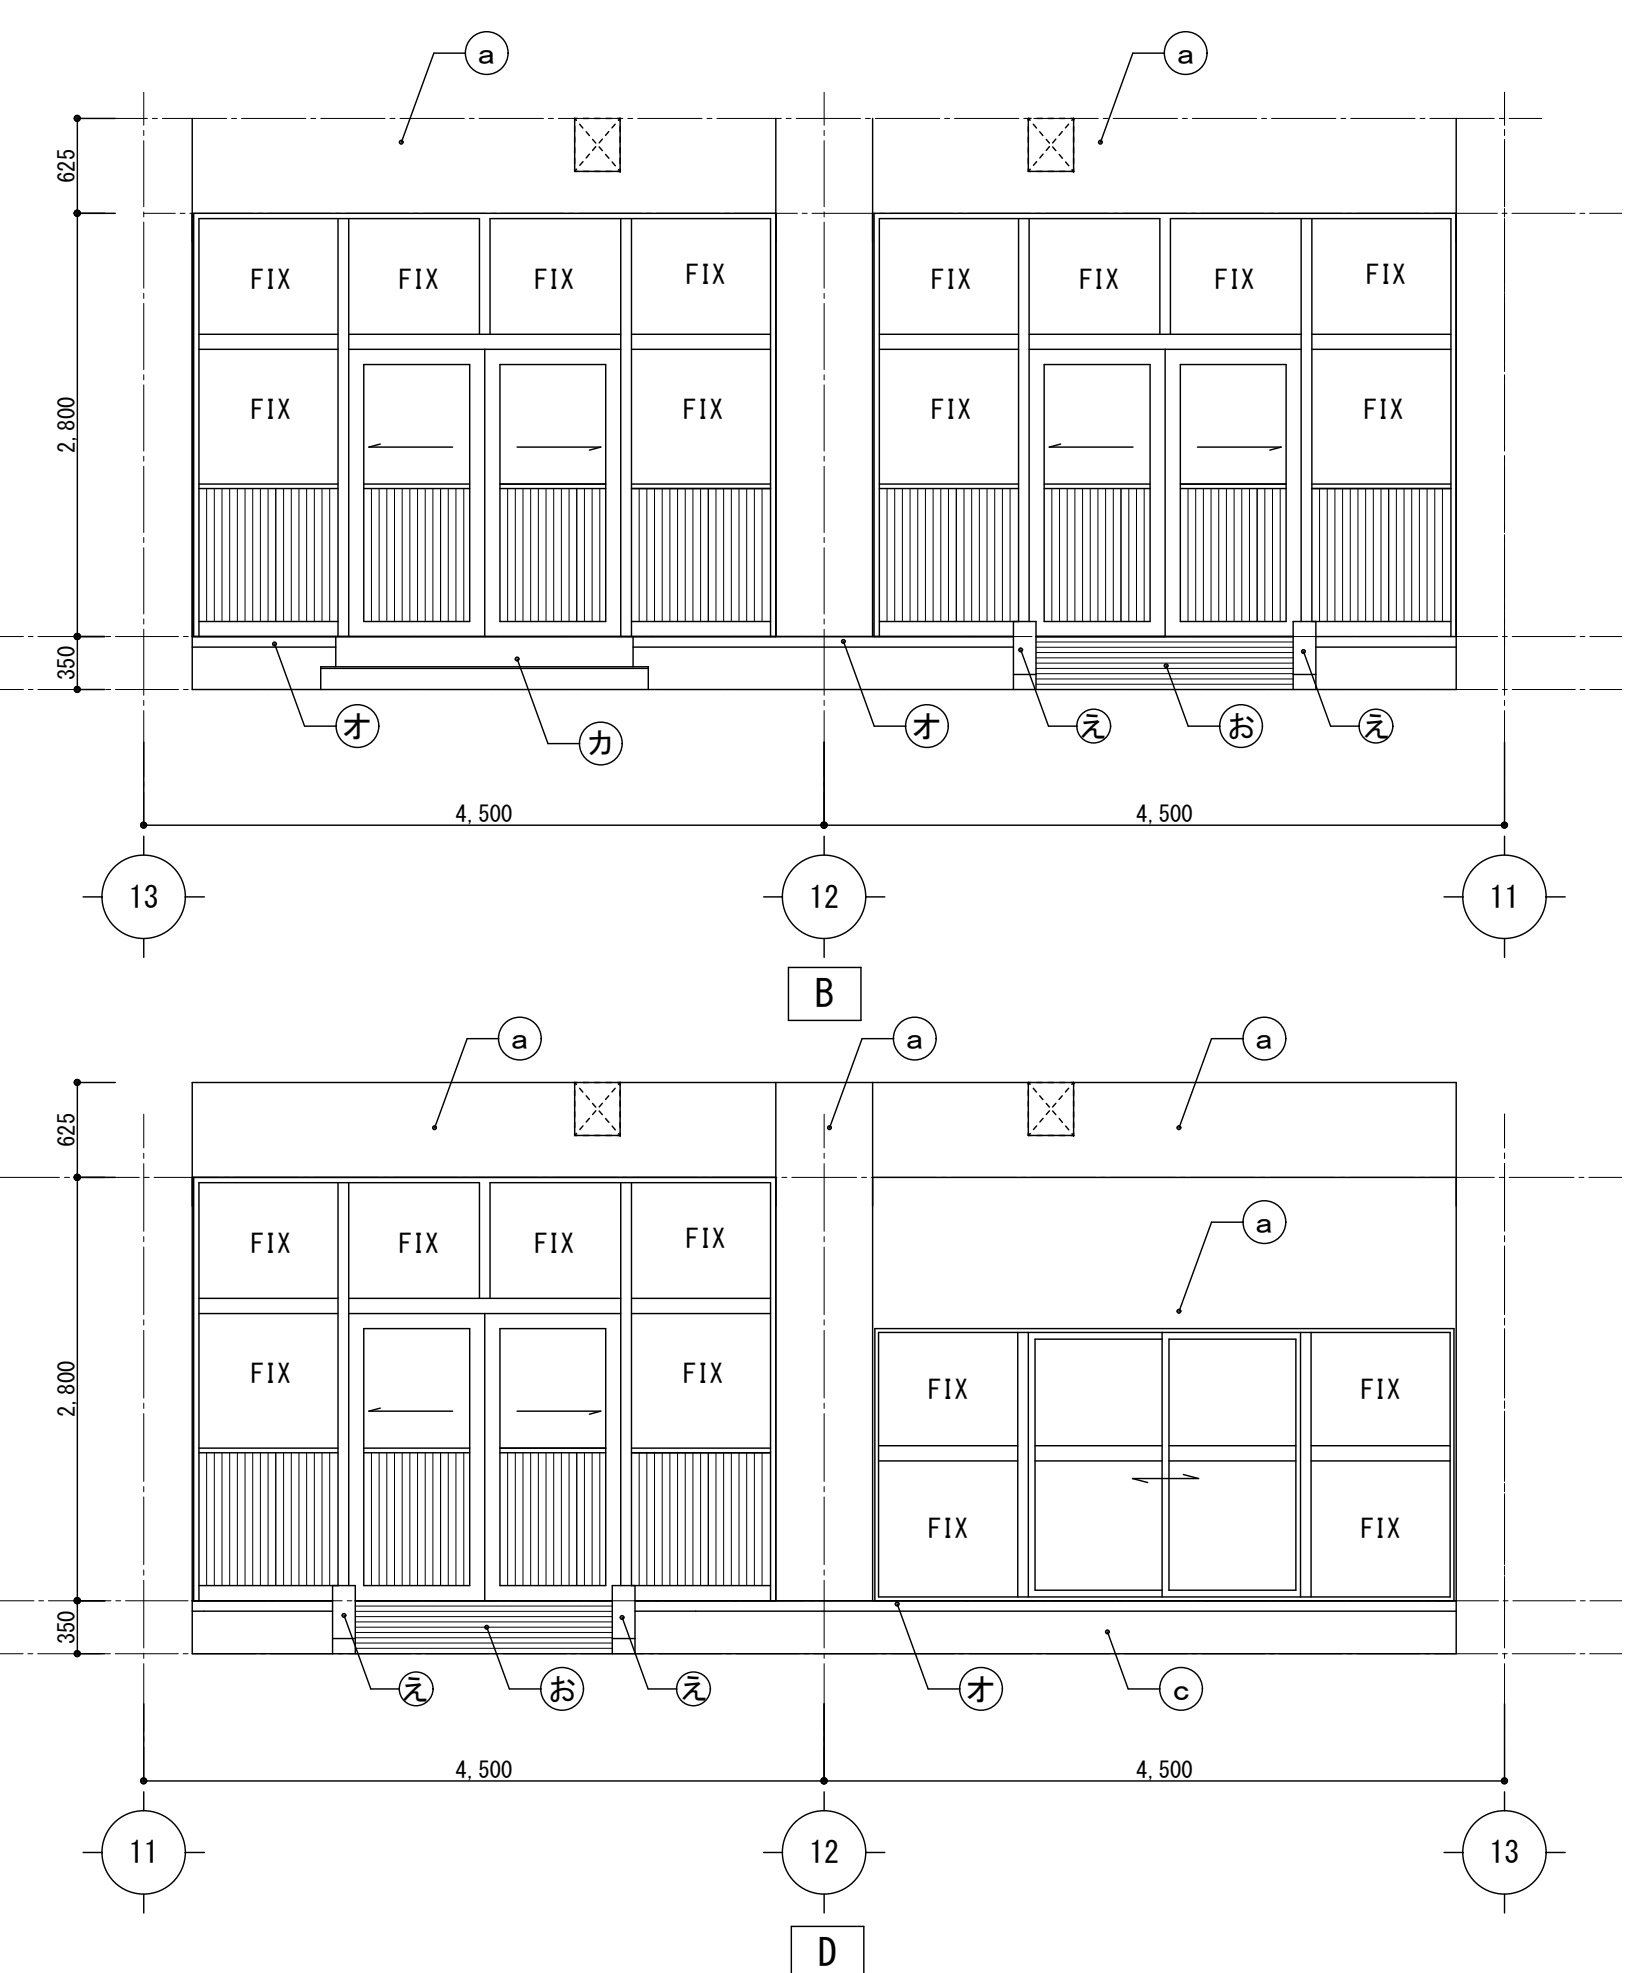 ⓐ ⓐ
625
FIX FIX FIX FIX FIX FIX FIX FIX
2,800
FIX FIX FIX FIX
350
オ カ オ え お え
4,500 4,500
13 12 11
B
ⓐ ⓐ ⓐ
625
ⓐ
FIX FIX FIX FIX
2,800
FIX FIX FIX FIX
FIX FIX
350
え お え オ ⓒ
4,500 4,500
11 12 13
D